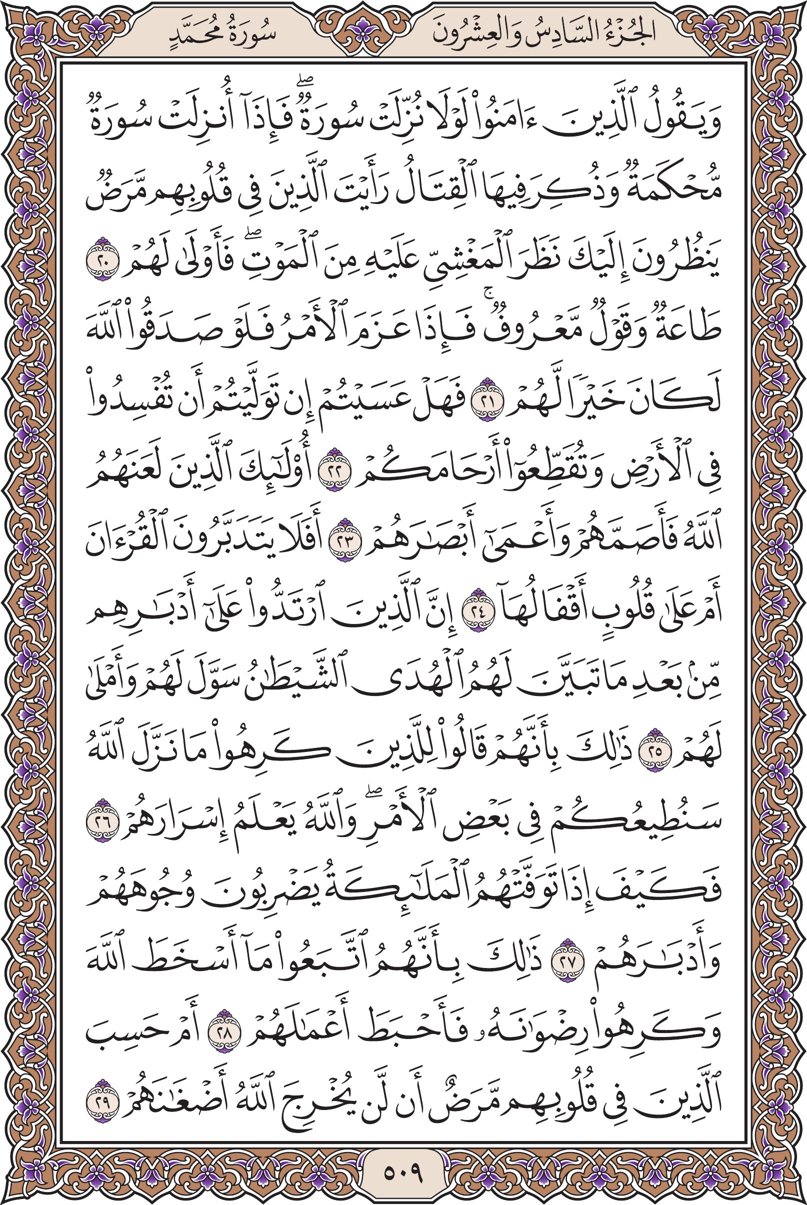 الجُزْءُ السَّادِسُ وَالعِشْرُونَ
سُورَةُ مُحَمَّدٍ
وَيَقُولُ ٱلَّذِينَ ءَامَنُواْ لَوۡلَا نُزِّلَتۡ سُورَةٞۖ فَإِذَآ أُنزِلَتۡ سُورَةٞ
مُّحۡكَمَةٞ وَذُكِرَ فِيهَا ٱلۡقِتَالُ رَأَيۡتَ ٱلَّذِينَ فِي قُلُوبِهِم مَّرَضٞ
يَنظُرُونَ إِلَيۡكَ نَظَرَ ٱلۡمَغۡشِيِّ عَلَيۡهِ مِنَ ٱلۡمَوۡتِۖ فَأَوۡلَىٰ لَهُمۡ ٢٠
طَاعَةٞ وَقَوۡلٞ مَّعۡرُوفٞۚ فَإِذَا عَزَمَ ٱلۡأَمۡرُ فَلَوۡ صَدَقُواْ ٱللَّهَ
لَكَانَ خَيۡرٗا لَّهُمۡ ٢١ فَهَلۡ عَسَيۡتُمۡ إِن تَوَلَّيۡتُمۡ أَن تُفۡسِدُواْ
فِي ٱلۡأَرۡضِ وَتُقَطِّعُوٓاْ أَرۡحَامَكُمۡ ٢٢ أُوْلَٰٓئِكَ ٱلَّذِينَ لَعَنَهُمُ
ٱللَّهُ فَأَصَمَّهُمۡ وَأَعۡمَىٰٓ أَبۡصَٰرَهُمۡ ٢٣ أَفَلَا يَتَدَبَّرُونَ ٱلۡقُرۡءَانَ
أَمۡ عَلَىٰ قُلُوبٍ أَقۡفَالُهَآ ٢٤ إِنَّ ٱلَّذِينَ ٱرۡتَدُّواْ عَلَىٰٓ أَدۡبَٰرِهِم
مِّنۢ بَعۡدِ مَا تَبَيَّنَ لَهُمُ ٱلۡهُدَى ٱلشَّيۡطَٰنُ سَوَّلَ لَهُمۡ وَأَمۡلَىٰ
لَهُمۡ ٢٥ ذَٰلِكَ بِأَنَّهُمۡ قَالُواْ لِلَّذِينَ كَرِهُواْ مَا نَزَّلَ ٱللَّهُ
سَنُطِيعُكُمۡ فِي بَعۡضِ ٱلۡأَمۡرِۖ وَٱللَّهُ يَعۡلَمُ إِسۡرَارَهُمۡ ٢٦
فَكَيۡفَ إِذَا تَوَفَّتۡهُمُ ٱلۡمَلَٰٓئِكَةُ يَضۡرِبُونَ وُجُوهَهُمۡ
وَأَدۡبَٰرَهُمۡ ٢٧ ذَٰلِكَ بِأَنَّهُمُ ٱتَّبَعُواْ مَآ أَسۡخَطَ ٱللَّهَ
وَكَرِهُواْ رِضۡوَٰنَهُۥ فَأَحۡبَطَ أَعۡمَٰلَهُمۡ ٢٨ أَمۡ حَسِبَ
ٱلَّذِينَ فِي قُلُوبِهِم مَّرَضٌ أَن لَّن يُخۡرِجَ ٱللَّهُ أَضۡغَٰنَهُمۡ ٢٩
٥٠٩